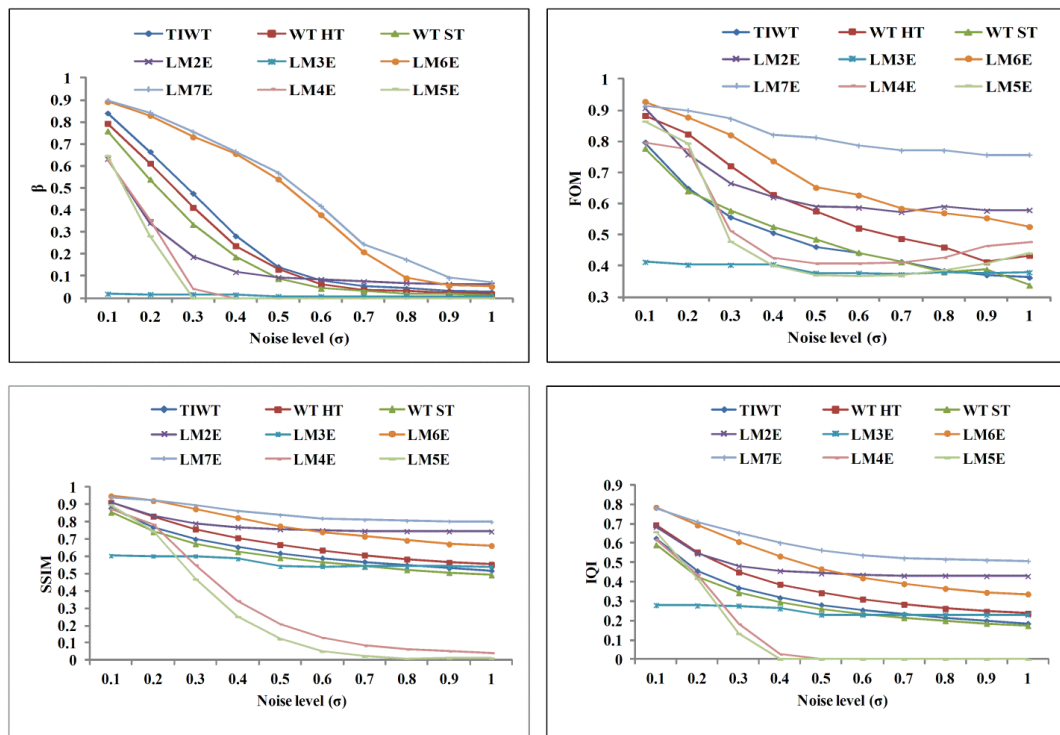 TIWT WT HT WT ST
LM2E LM3E LM6E
LM7E LM4E LM5E
1
0.9
0.8
0.7
0.6
0.5
0.4
0.3
0.2
0.1
0
β
0.1 0.2 0.3 0.4 0.5 0.6 0.7 0.8 0.9 1
Noise level (σ)
TIWT WT HT WT ST
LM2E LM3E LM6E
LM7E LM4E LM5E
1
0.9
0.8
0.7
0.6
0.5
0.4
0.3
FOM
0.1 0.2 0.3 0.4 0.5 0.6 0.7 0.8 0.9 1
Noise level (σ)
TIWT WT HT WT ST
LM2E LM3E LM6E
LM7E LM4E LM5E
1
0.9
0.8
0.7
0.6
0.5
0.4
0.3
0.2
0.1
0
SSIM
0.1 0.2 0.3 0.4 0.5 0.6 0.7 0.8 0.9 1
Noise level (σ)
TIWT WT HT WT ST
LM2E LM3E LM6E
LM7E LM4E LM5E
0.9
0.8
0.7
0.6
0.5
0.4
0.3
0.2
0.1
0
IQI
0.1 0.2 0.3 0.4 0.5 0.6 0.7 0.8 0.9 1
Noise level (σ)